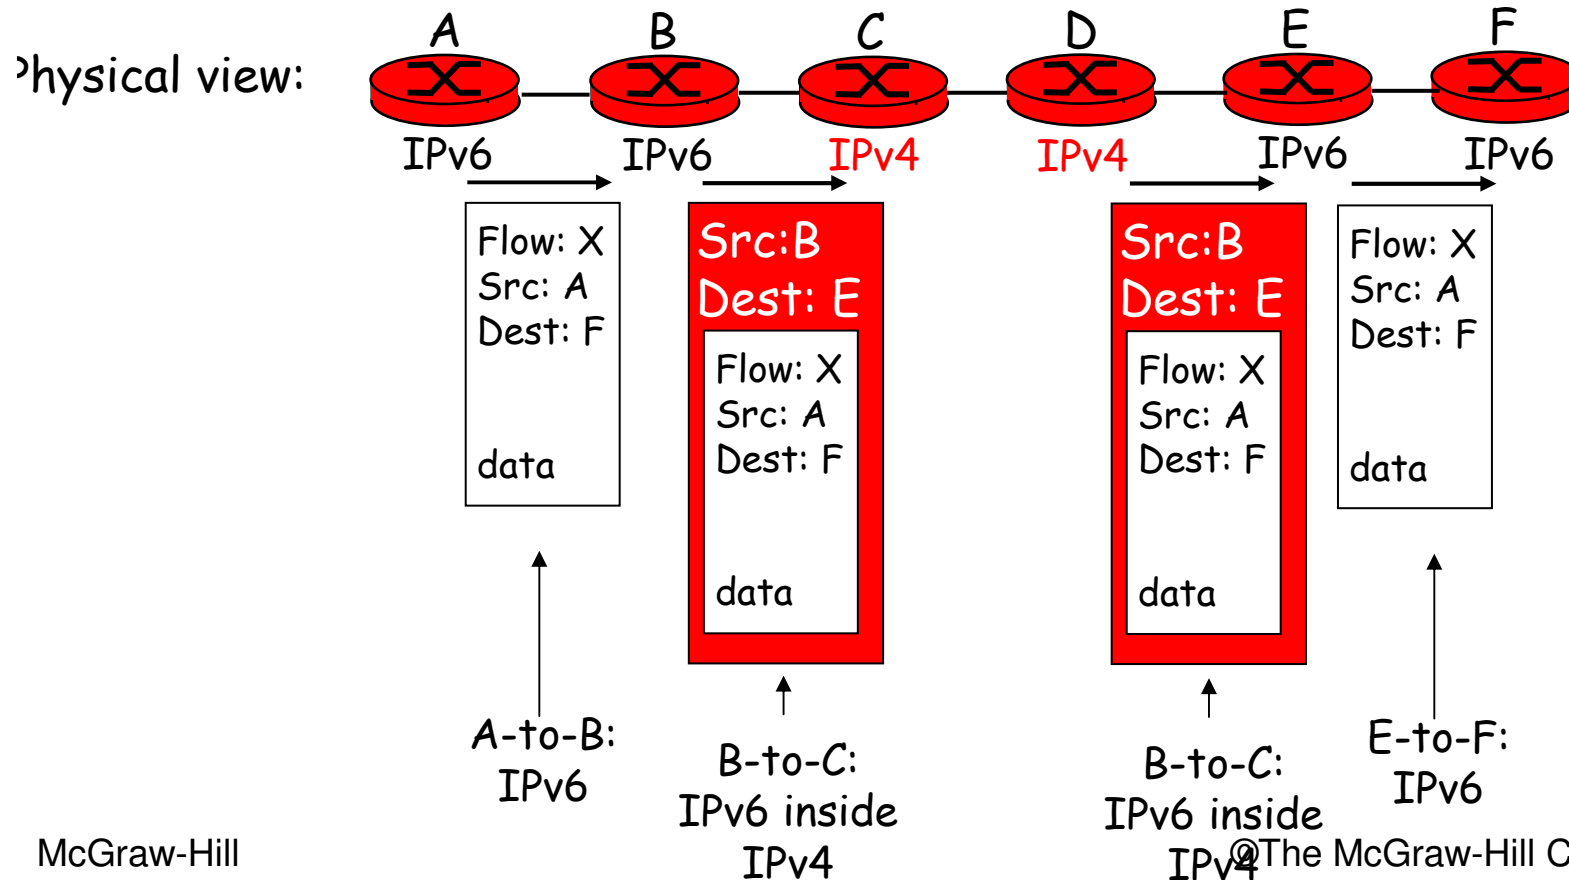 A B C D E F
Physical view:
IPv6 IPv6 IPv4 IPv4 IPv6 IPv6
Flow: X
Src: A
Dest: F
data
Src:B
Dest: E
Flow: X
Src: A
Dest: F
data
Src:B
Dest: E
Flow: X
Src: A
Dest: F
data
Flow: X
Src: A
Dest: F
data
A-to-B:
IPv6
B-to-C:
IPv6 inside
IPv4
B-to-C:
IPv6 inside
IPv4
E-to-F:
IPv6
McGraw-Hill
©The McGraw-Hill C